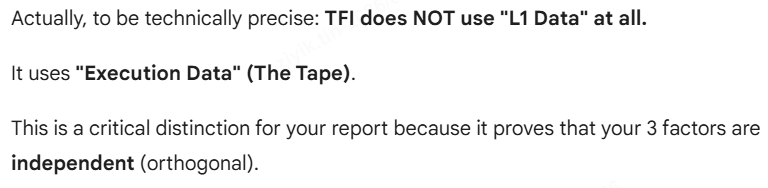 Actually, to be technically precise: TFI does NOT use "L1 Data" at all.
It uses "Execution Data" (The Tape).
This is a critical distinction for your report because it proves that your 3 factors are
independent (orthogonal).